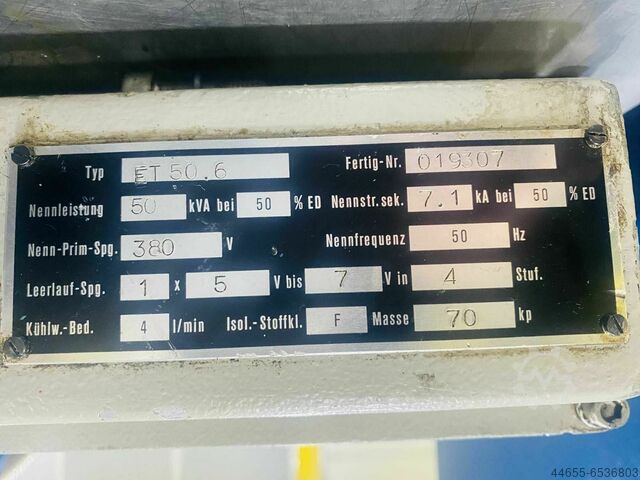 Typ ET 50.6 Fertig-Nr. 019307
Nennleistung 50 kVA bei 50 % ED Nennstr.sek. 7.1 kA bei 50 % ED
Nenn-Prim-Spg. 380 V Nennfrequenz 50 Hz
Leerlauf-Spg. 1 x 5 V bis 7 V in 4 Stuf.
Kühlw.-Bed. 4 l/min Isol.-Stoffkl. F Masse 70 kp
44655-6536803